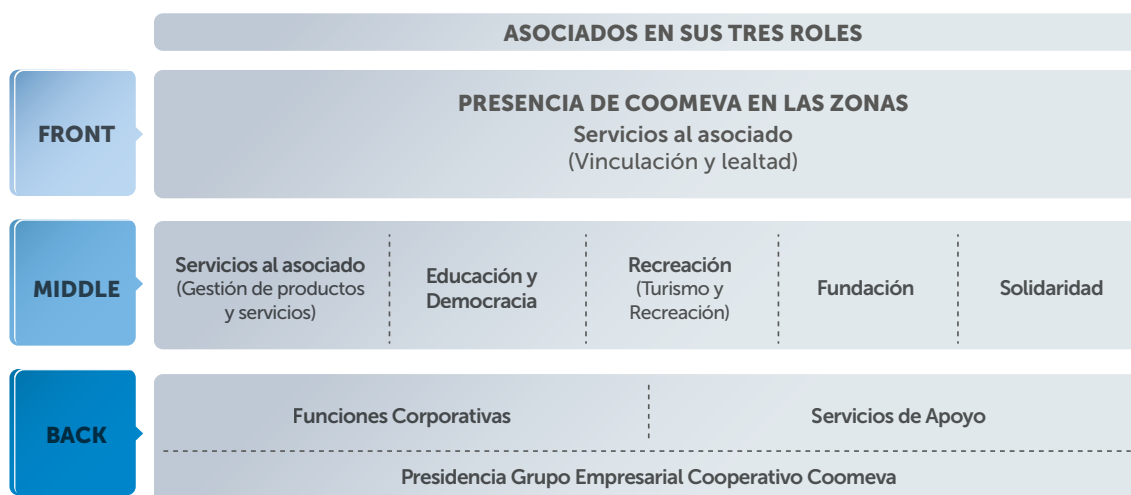 ASOCIADOS EN SUS TRES ROLES
FRONT
PRESENCIA DE COOMEVA EN LAS ZONAS
Servicios al asociado
(Vinculación y lealtad)
MIDDLE
Servicios al asociado
(Gestión de productos
y servicios)
Educación y
Democracia
Recreación
(Turismo y
Recreación)
Fundación
Solidaridad
BACK
Funciones Corporativas
Servicios de Apoyo
Presidencia Grupo Empresarial Cooperativo Coomeva